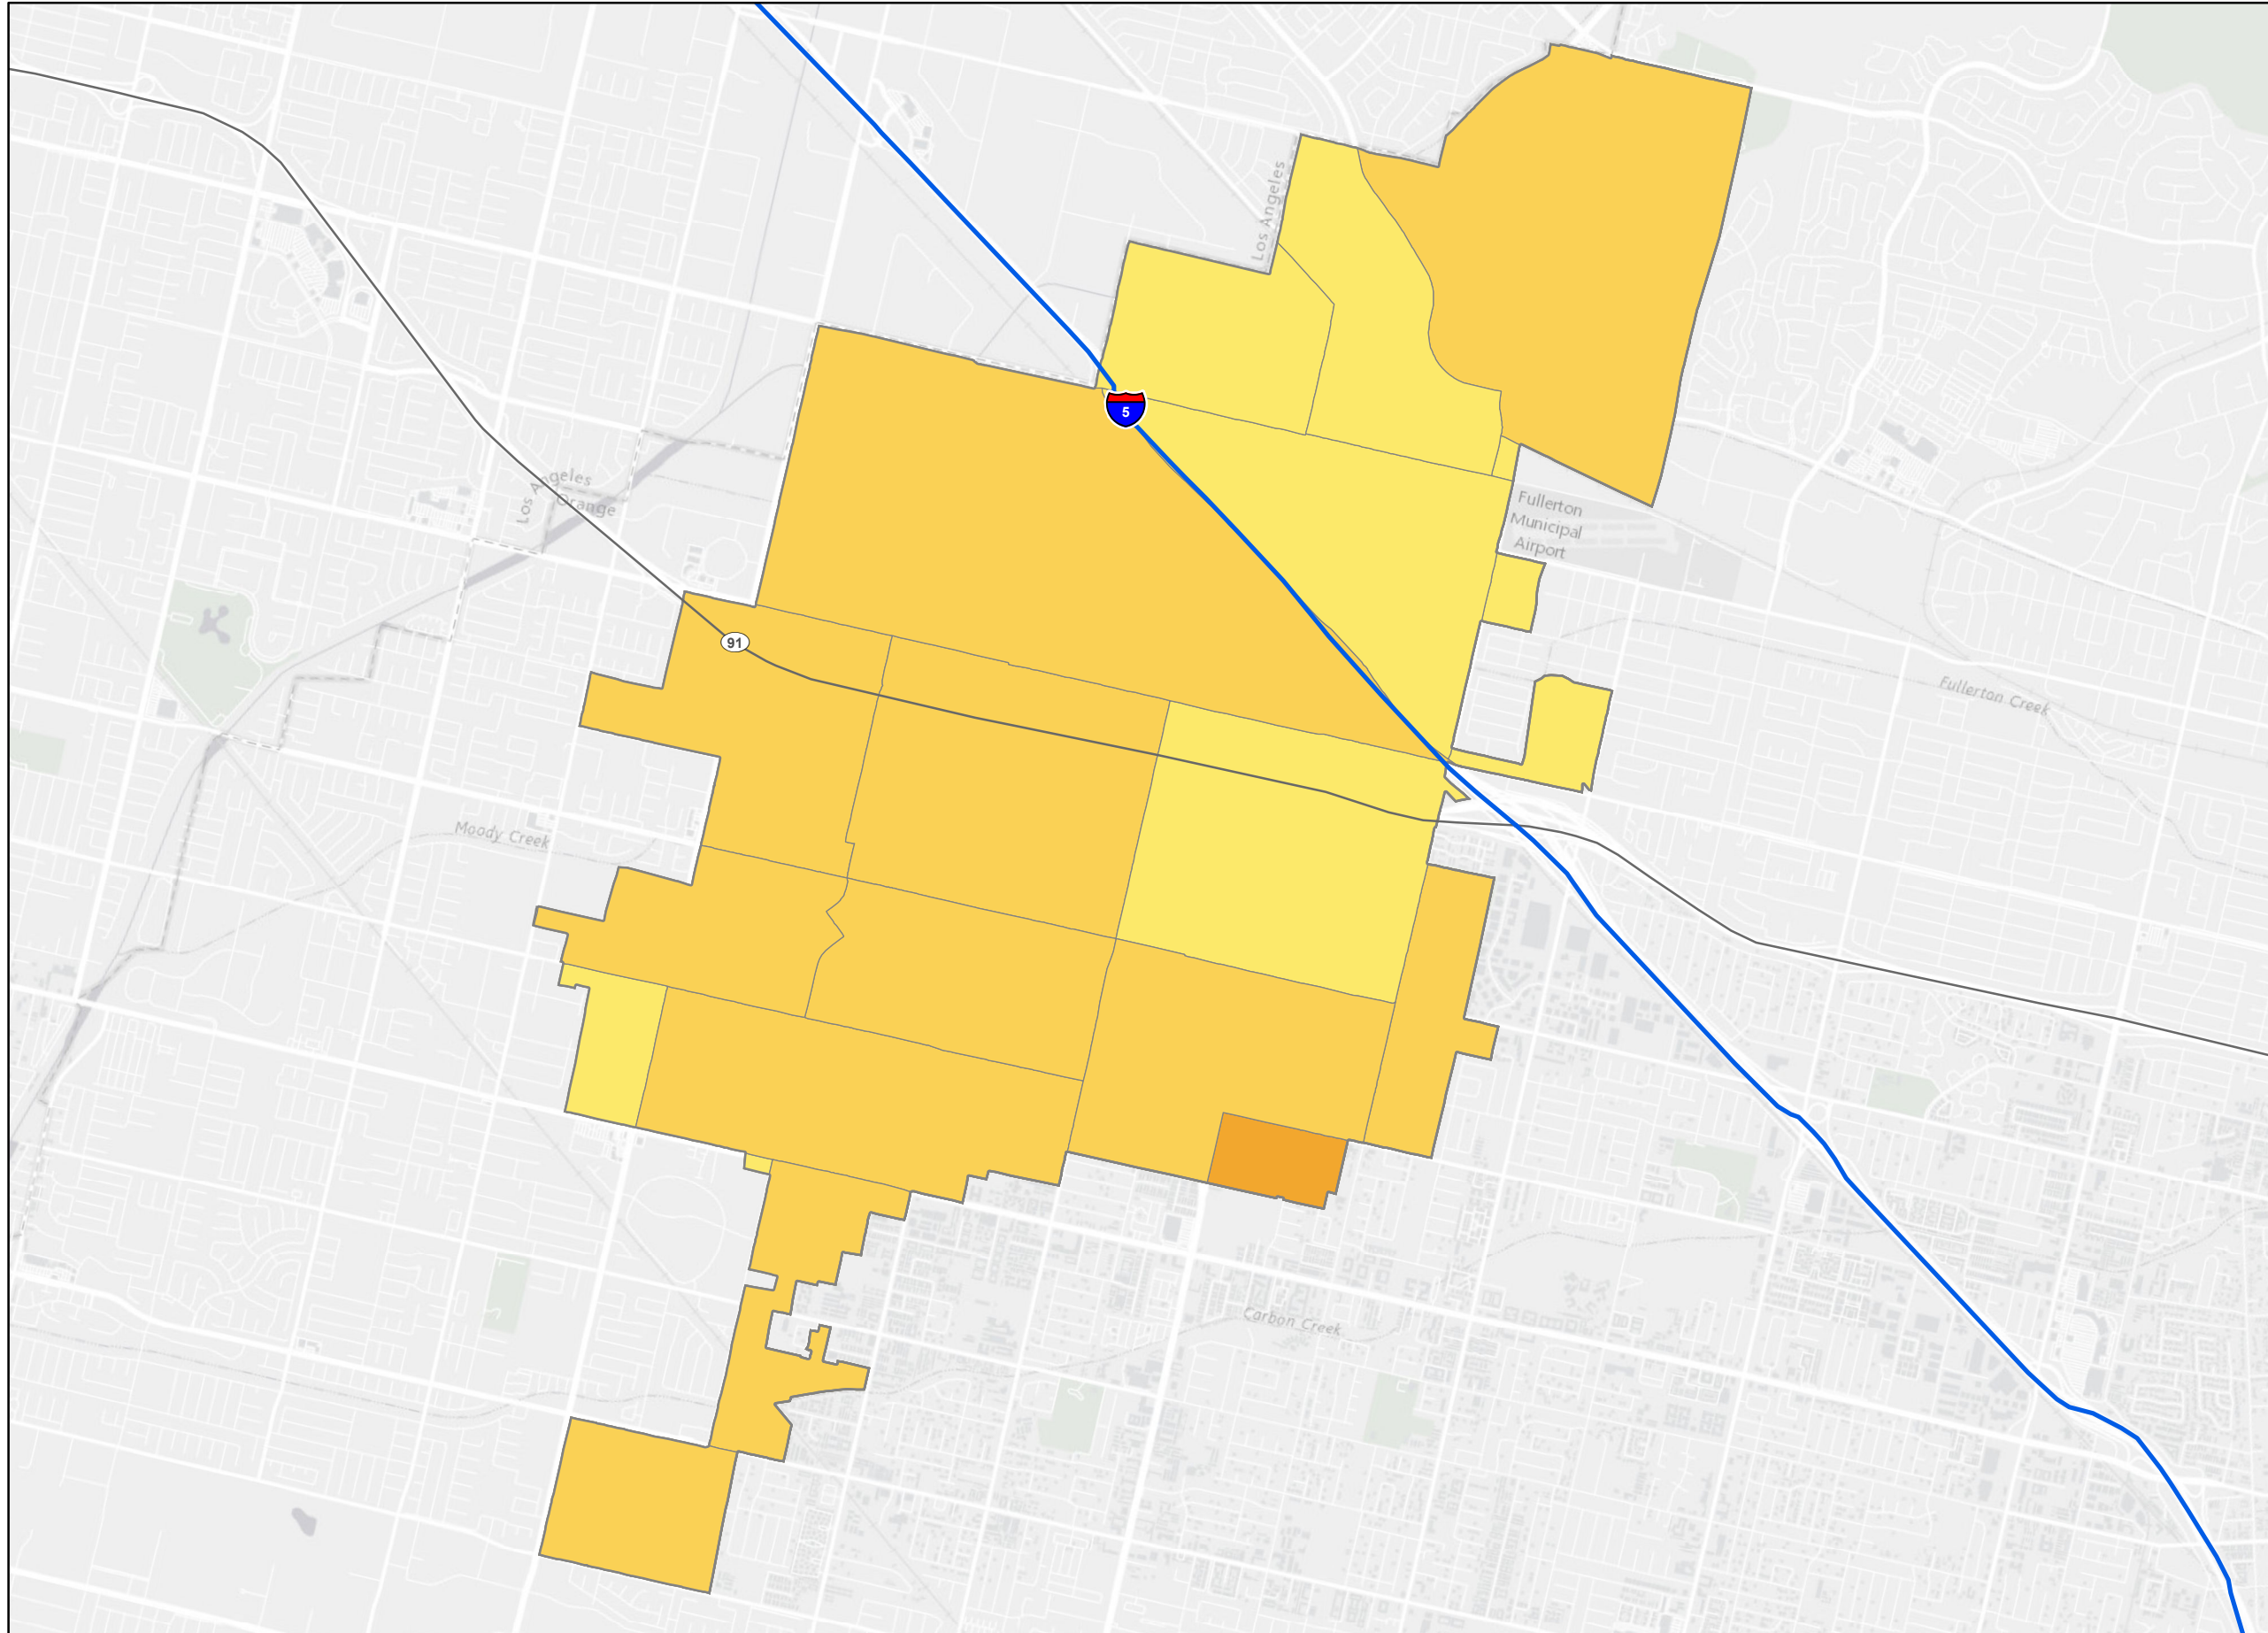 Los Angeles
5
Los Angeles
Orange
Fullerton
Municipal
Airport
91
Fullerton Creek
Moody Creek
Carbon Creek